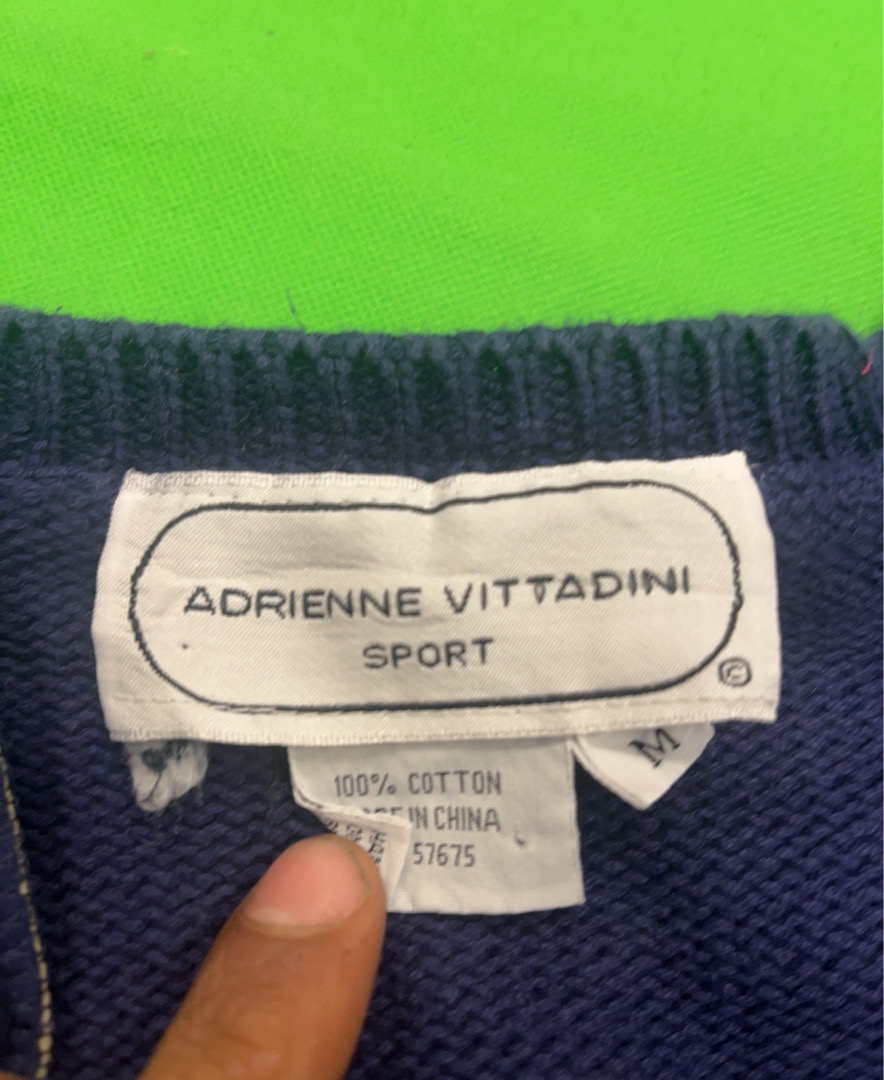 ADRIENNE VITTADINI
SPORT
©
M
100% COTTON
IN CHINA
57675